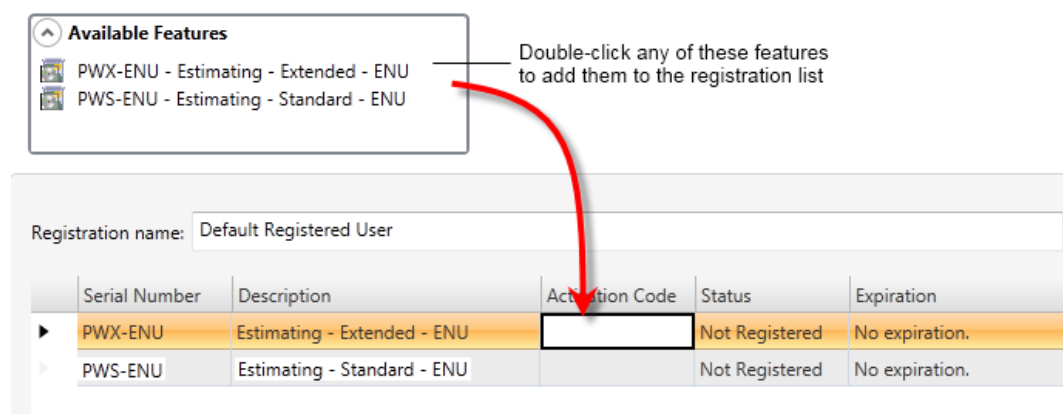 Available Features
PWX-ENU - Estimating - Extended - ENU
PWS-ENU - Estimating - Standard - ENU
Double-click any of these features
to add them to the registration list
Registration name: Default Registered User
Serial Number Description Activation Code Status Expiration
PWX-ENU Estimating - Extended - ENU Not Registered No expiration.
PWS-ENU Estimating - Standard - ENU Not Registered No expiration.